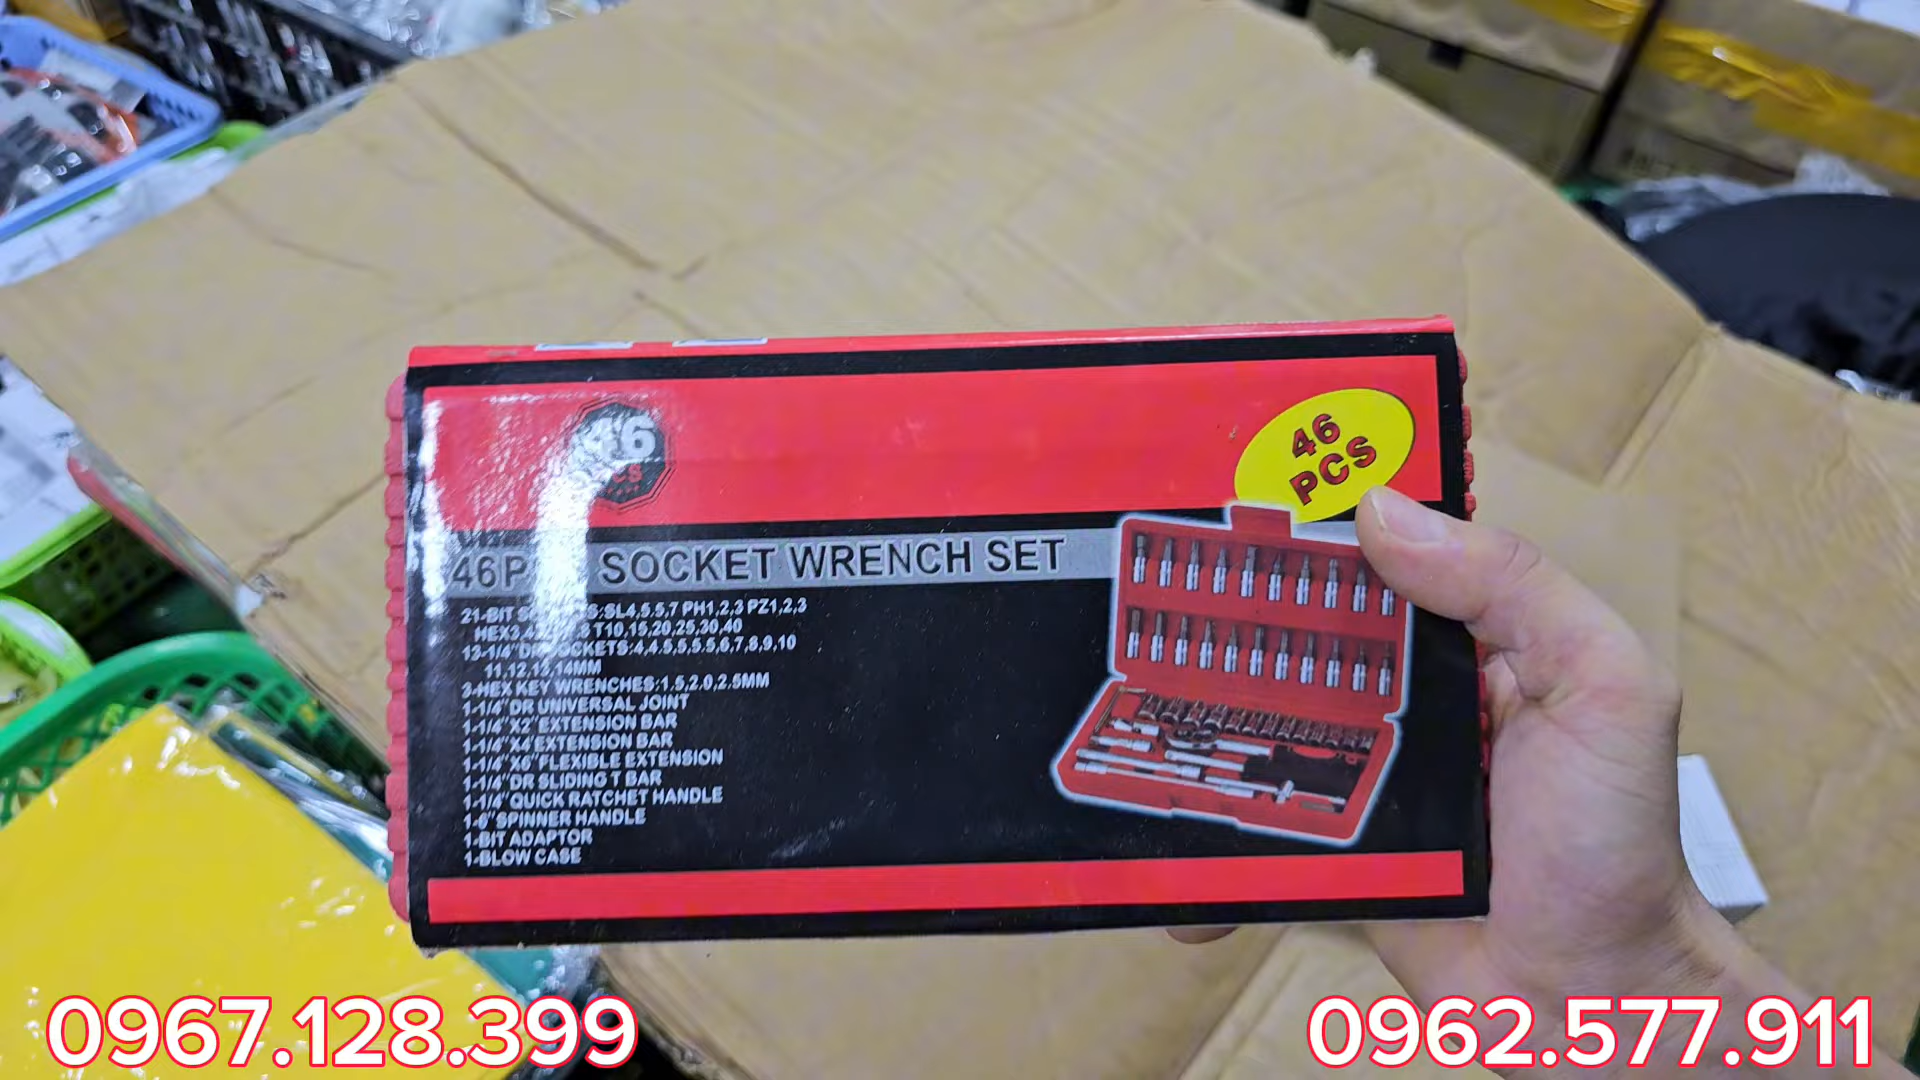 46
PCS
46
PCS
SOCKET WRENCH SET
21-BIT SL4,5.5,7 PH1,2,3 PZ1,2,3
T10,15,20,25,30,40
13-1/4" SOCKETS:4,4.5,5,5.5,6,7,8,9,10
11,12,13,14MM
3-HEX KEY WRENCHES:1.5,2.0,2.5MM
1-1/4"DR UNIVERSAL JOINT
1-1/4"X2"EXTENSION BAR
1-1/4"X4"EXTENSION BAR
1-1/4"X6"FLEXIBLE EXTENSION
1-1/4"DR SLIDING T BAR
1-1/4"QUICK RATCHET HANDLE
1-6"SPINNER HANDLE
1-BIT ADAPTOR
1-BLOW CASE
0967.128.399
0962.577.911